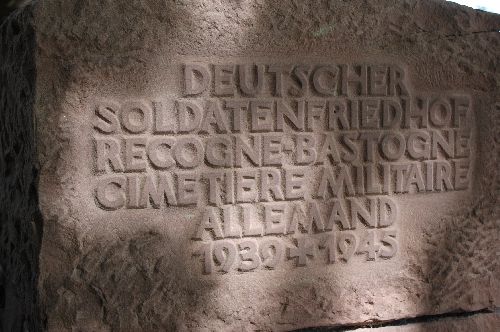 DEUTSCHER
SOLDATENFRIEDHOF
RECOGNE-BASTOGNE
CIMETIERE MILITAIRE
ALLEMAND
1939+1945